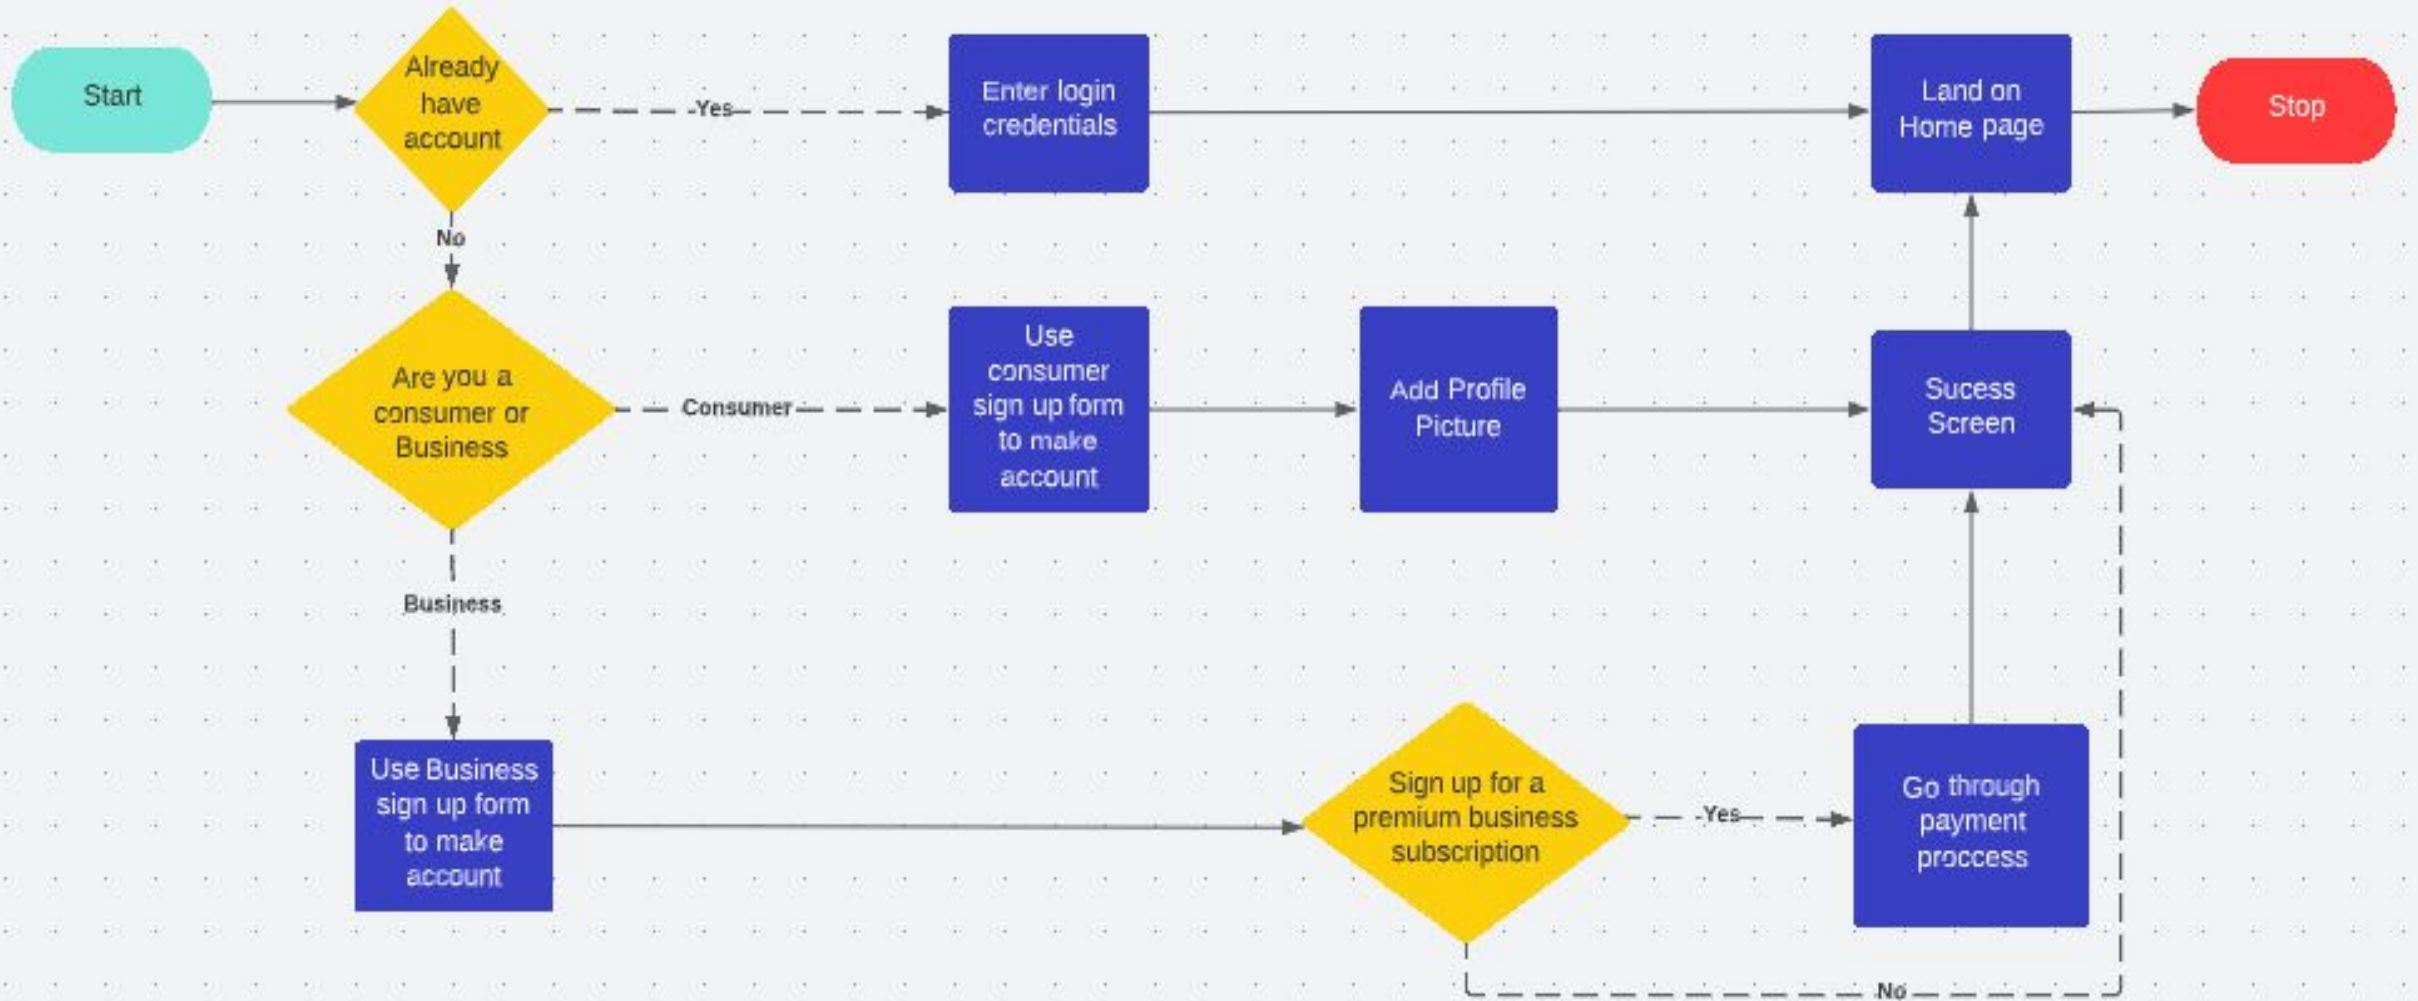 Start
Already
have
account
Yes
Enter login
credentials
Land on
Home page
Stop
No
Are you a
consumer or
Business
Consumer
Use
consumer
sign up form
to make
account
Add Profile
Picture
Sucess
Screen
Business
Use Business
sign up form
to make
account
Sign up for a
premium business
subscription
Yes
Go through
payment
proccess
No